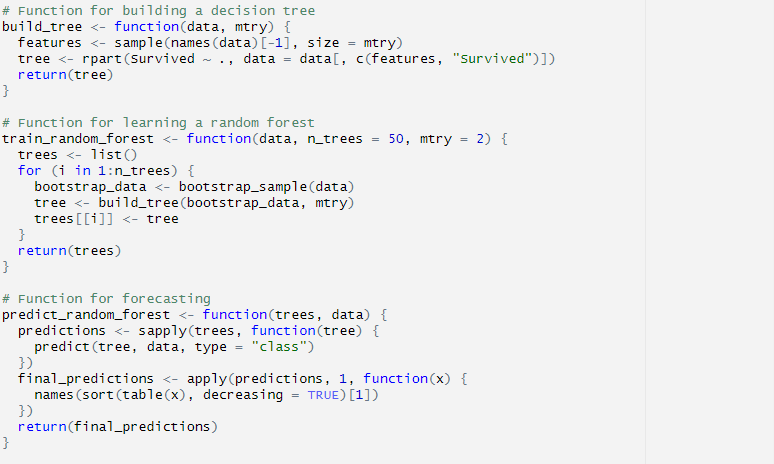 # Function for building a decision tree
build_tree <- function(data, mtry) {
  features <- sample(names(data)[-1], size = mtry)
  tree <- rpart(Survived ~ ., data = data[, c(features, "Survived")])
  return(tree)
}

# Function for learning a random forest
train_random_forest <- function(data, n_trees = 50, mtry = 2) {
  trees <- list()
  for (i in 1:n_trees) {
    bootstrap_data <- bootstrap_sample(data)
    tree <- build_tree(bootstrap_data, mtry)
    trees[[i]] <- tree
  }
  return(trees)
}

# Function for forecasting
predict_random_forest <- function(trees, data) {
  predictions <- sapply(trees, function(tree) {
    predict(tree, data, type = "class")
  })
  final_predictions <- apply(predictions, 1, function(x) {
    names(sort(table(x), decreasing = TRUE)[1])
  })
  return(final_predictions)
}